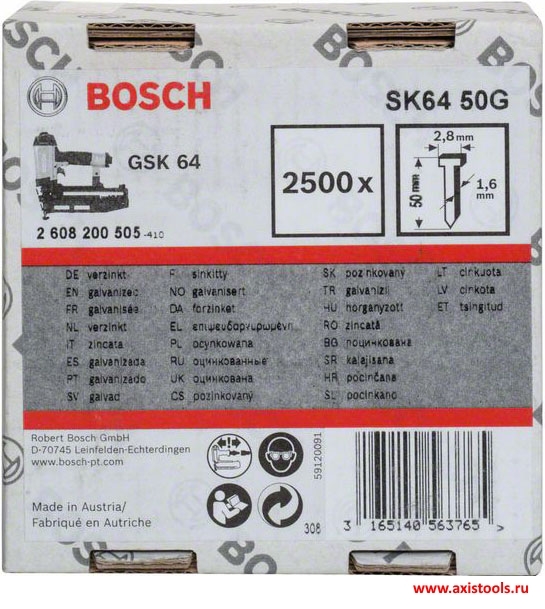 BOSCH
SK64 50G
GSK 64
2500 x
2,8mm
50 mm
1,6 mm
2 608 200 505 -410
DE verzinkt
EN galvanized
FR galvanisée
NL verzinkt
IT zincata
ES galvanizada
PT galvanizado
SV galvad
FI sinkitty
NO galvanisert
DA forzinket
EL επιψευδαργυρωμένη
PL ocynkowana
RU оцинкованные
UK оцинкована
CS pozinkovaný
SK pozinkovaný
TR galvanizli
HU horganyzott
RO zincată
BG поцинкована
SR kalajisana
HR pocinčana
SL pocinkano
LT cinkuota
LV cinkota
ET tsingitud
Robert Bosch GmbH
D-70745 Leinfelden-Echterdingen
www.bosch-pt.com
Made in Austria/
Fabriqué en Autriche
59120091
308
3 165140 563765
BOSCH
www.axistools.ru